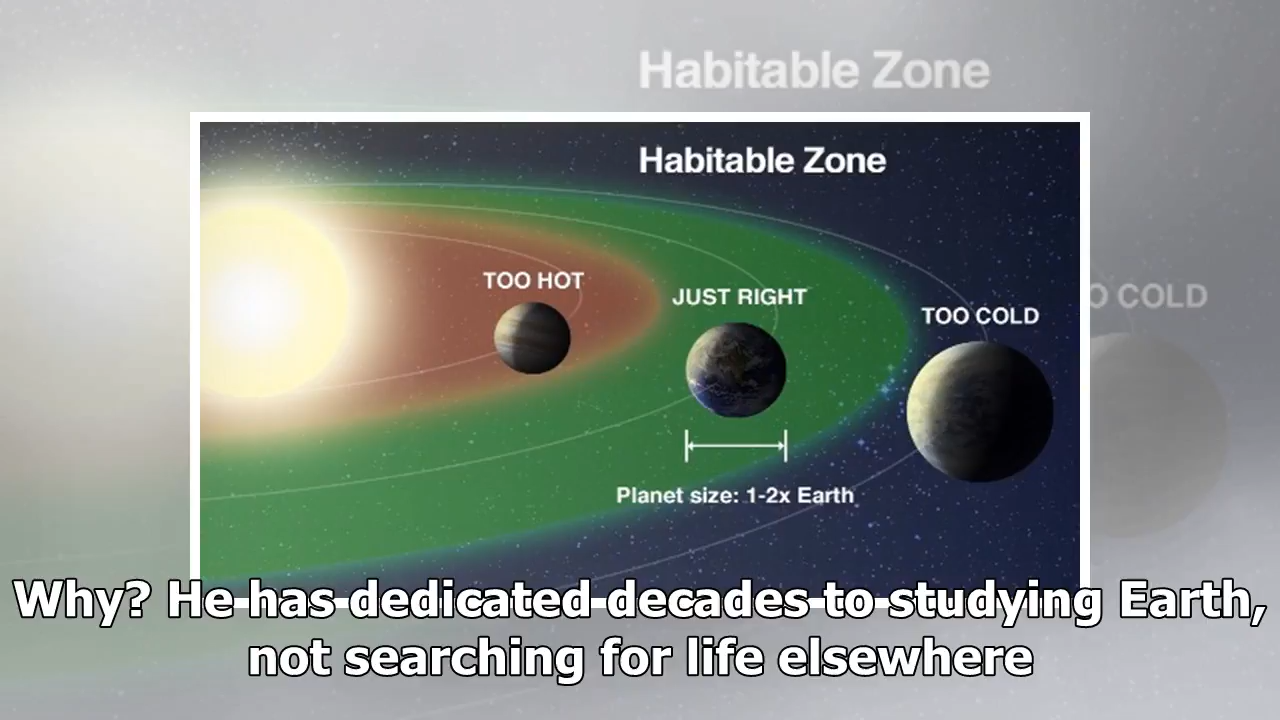 Habitable Zone
Habitable Zone
TOO HOT
JUST RIGHT
TOO COLD
O COLD
Planet size: 1-2x Earth
Why? He has dedicated decades to studying Earth,
not searching for life elsewhere